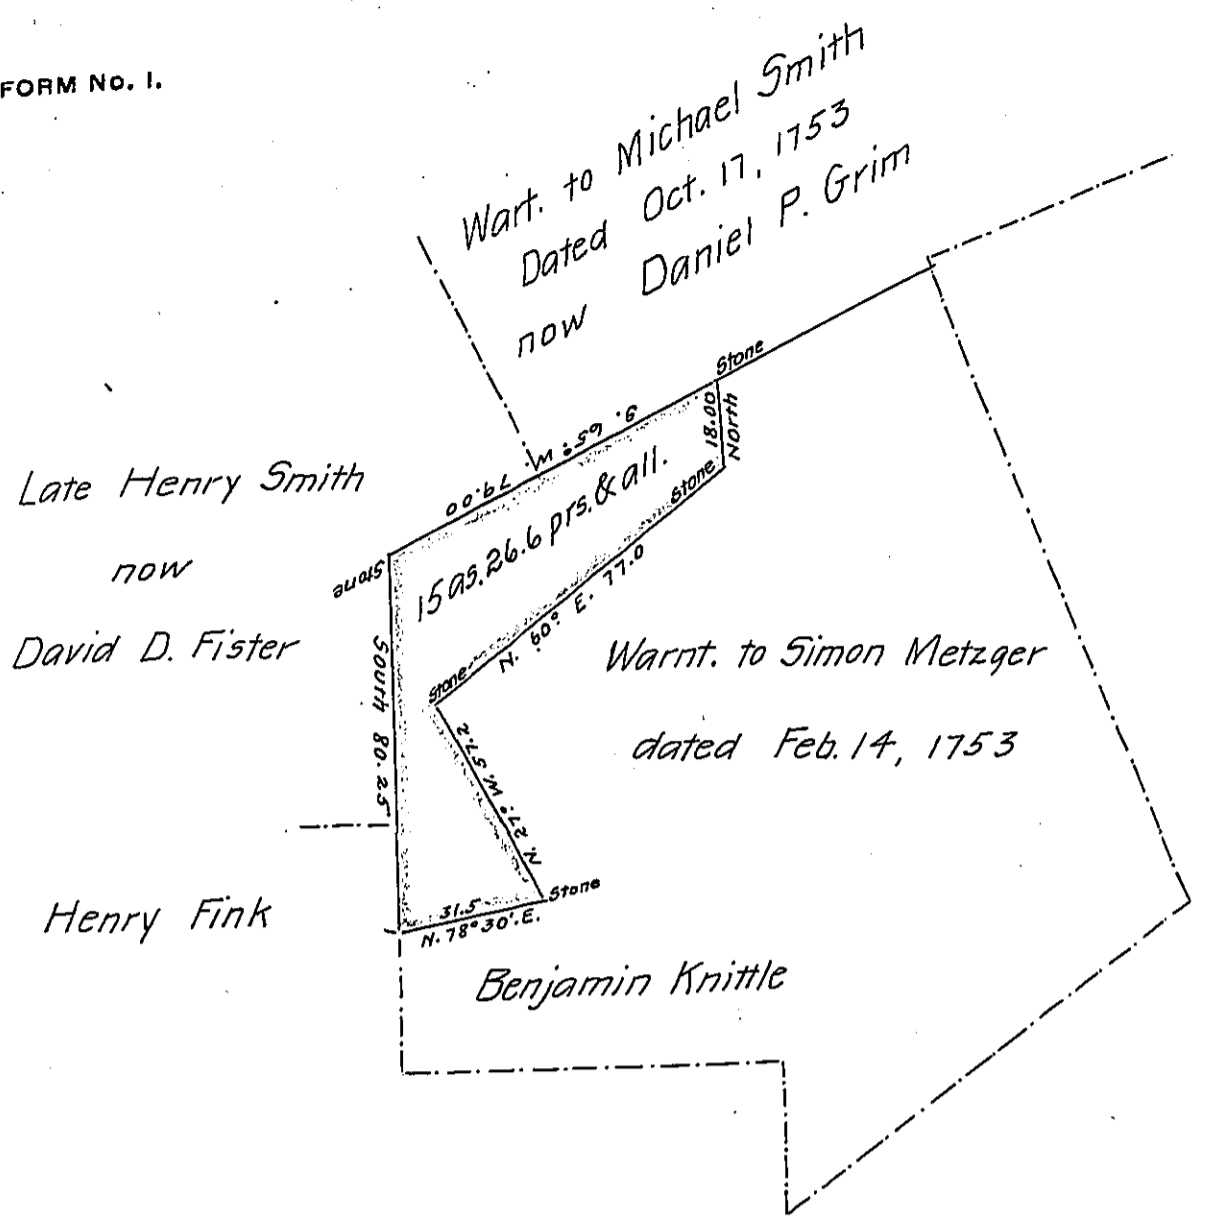 FORM No. 1.
Wart. to Michael Smith
Dated Oct. 17, 1753
now Daniel P. Grim
Stone
S. 65° W. 79.00
18.00
North
Late Henry Smith
now
David D. Fister
Stone
15 as. 26.6 prs. & all.
Stone
N. 60° E. 77.0
South 80.25
Stone
Warnt. to Simon Metzger
dated Feb. 14, 1753
N. 27° W. 57.2
Henry Fink
31.5
N. 78° 30'. E.
Stone
Benjamin Knittle